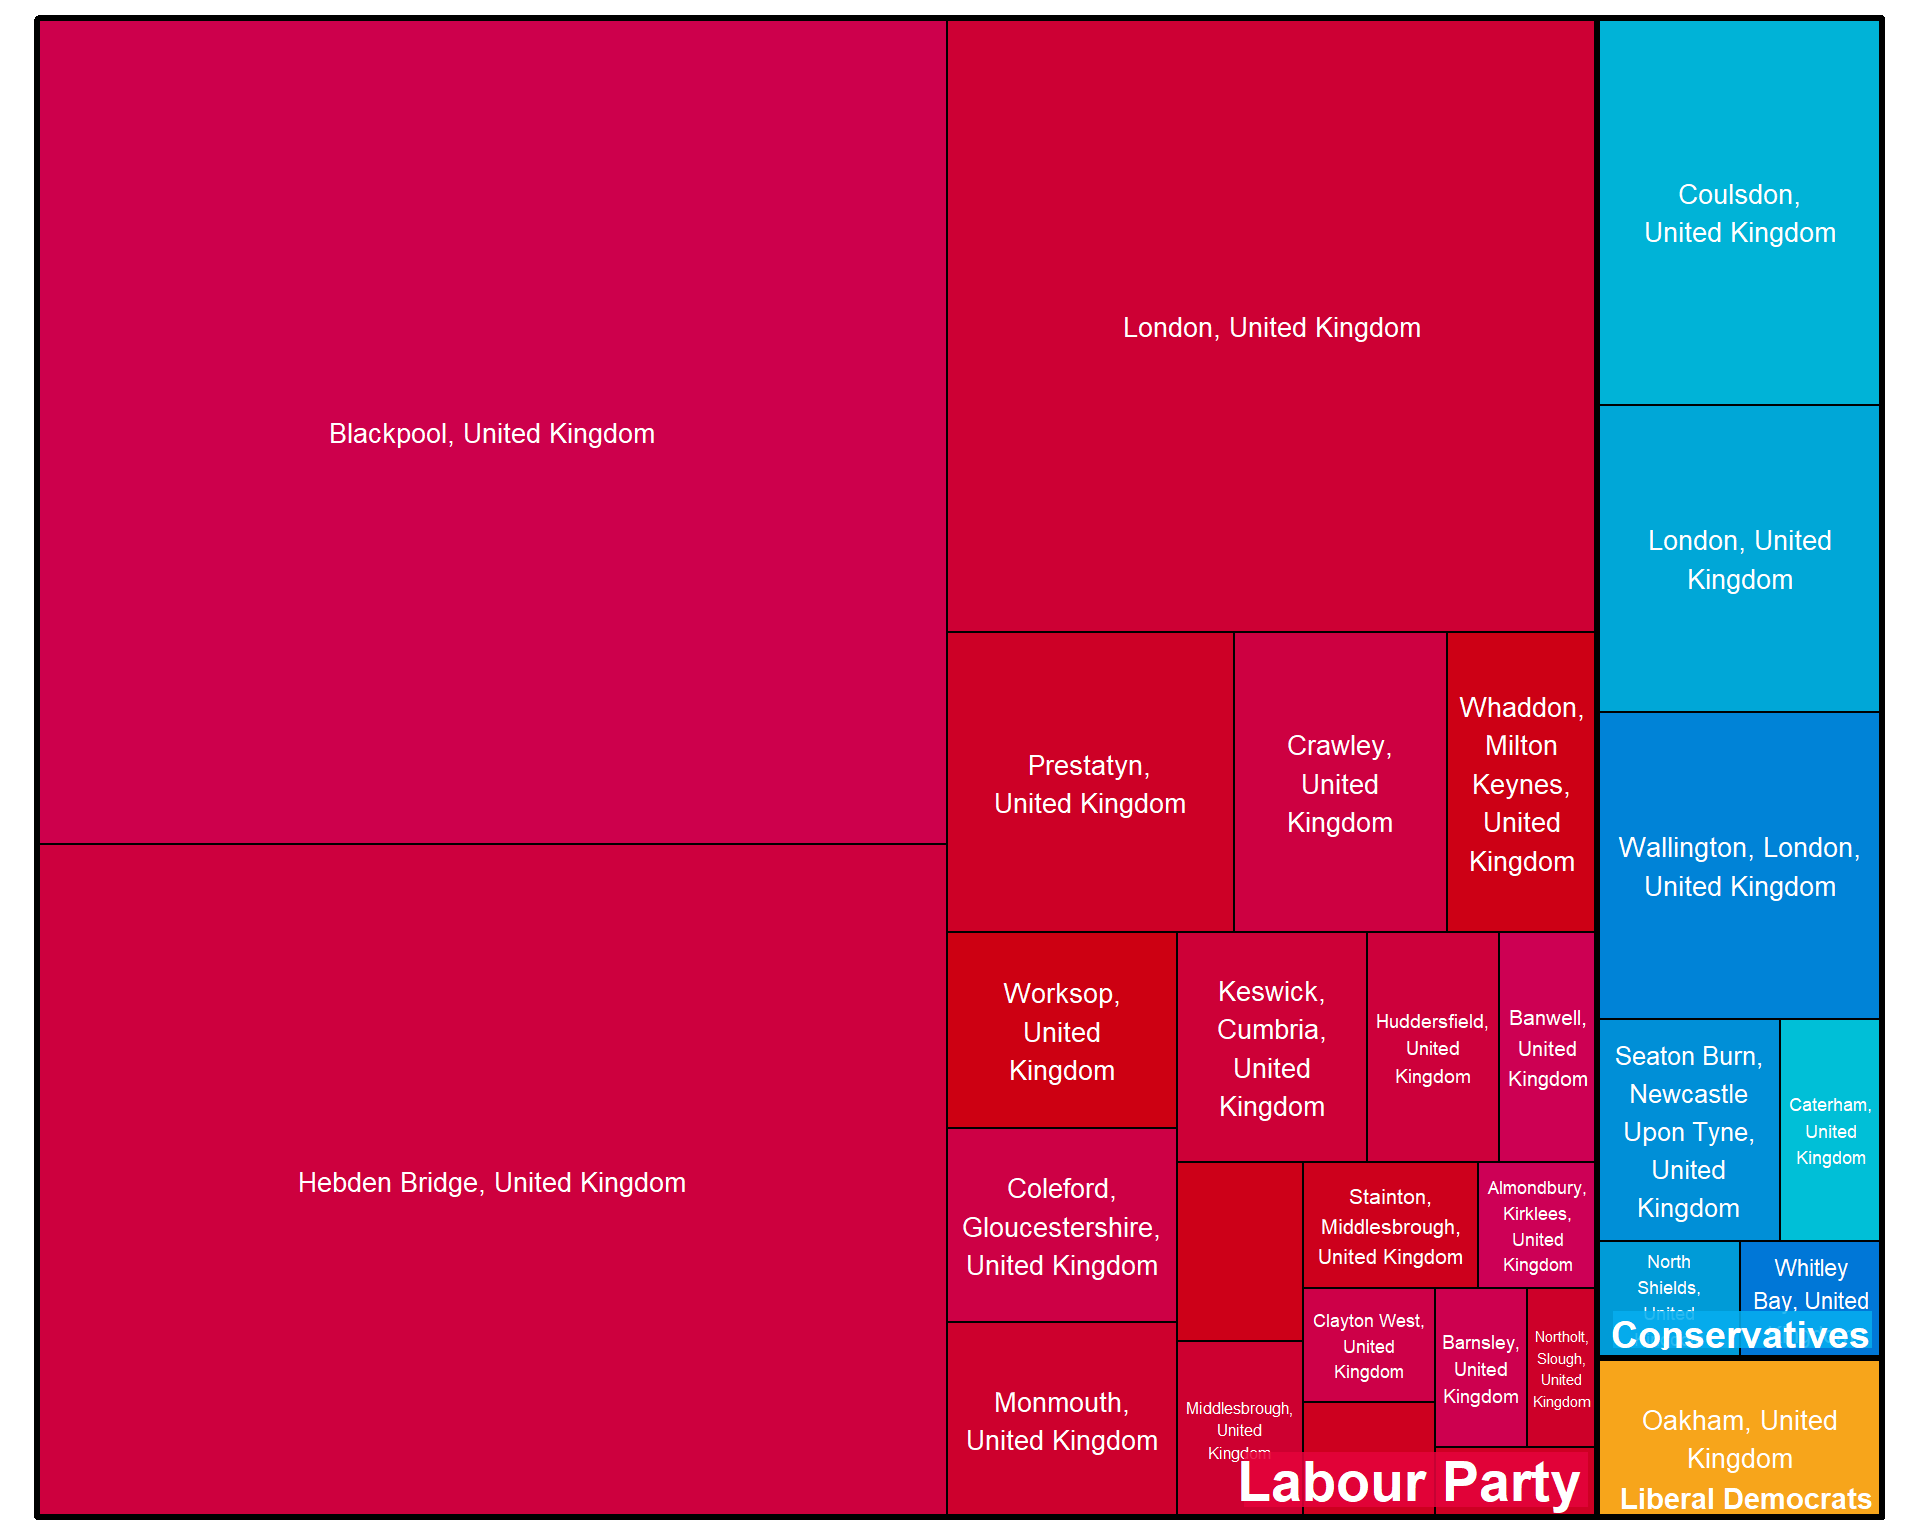 Blackpool, United Kingdom
Hebden Bridge, United Kingdom
London, United Kingdom
Prestatyn,
United Kingdom
Crawley,
United
Kingdom
Whaddon,
Milton
Keynes,
United
Kingdom
Worksop,
United
Kingdom
Keswick,
Cumbria,
United
Kingdom
Huddersfield,
United
Kingdom
Banwell,
United
Kingdom
Coleford,
Gloucestershire,
United Kingdom
Stainton,
Middlesbrough,
United Kingdom
Almondbury,
Kirklees,
United
Kingdom
Clayton West,
United
Kingdom
Barnsley,
United
Kingdom
Northolt,
Slough,
United
Kingdom
Monmouth,
United Kingdom
Middlesbrough,
United
Kingdom
Labour Party
Coulsdon,
United Kingdom
London, United
Kingdom
Wallington, London,
United Kingdom
Seaton Burn,
Newcastle
Upon Tyne,
United
Kingdom
Caterham,
United
Kingdom
North
Shields,
United
Whitley
Bay, United
Conservatives
Oakham, United
Kingdom
Liberal Democrats